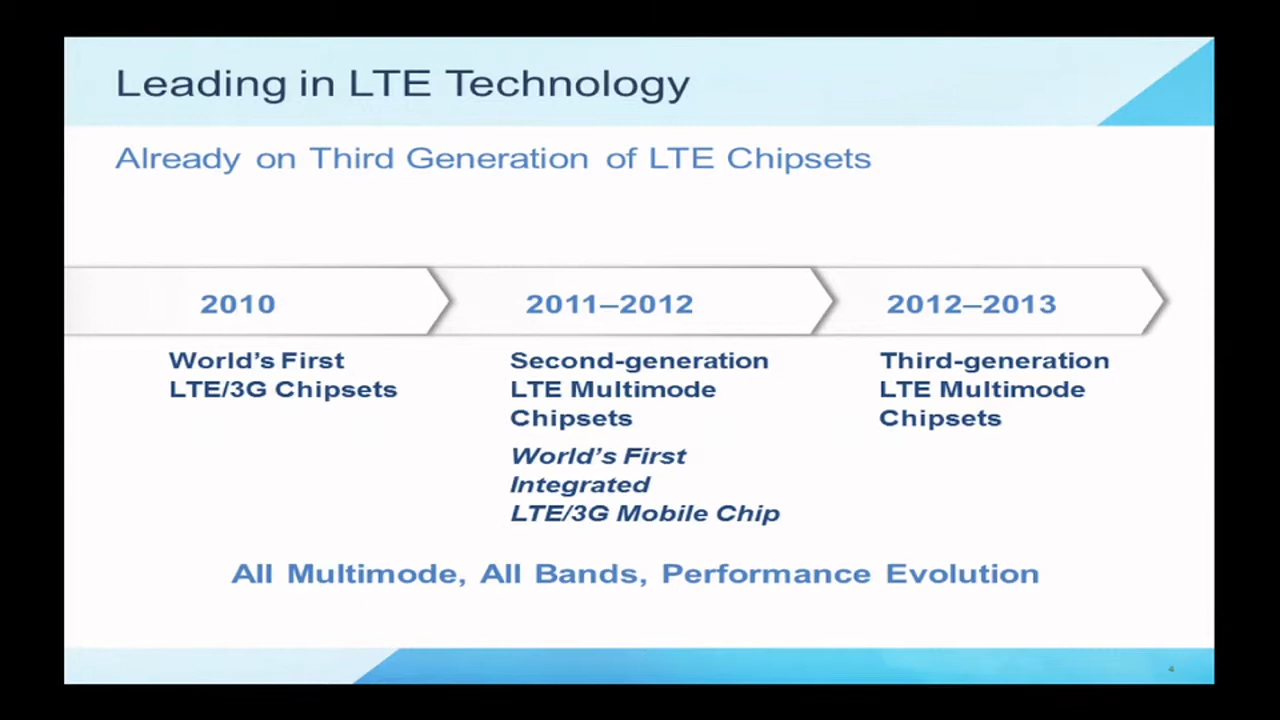 Leading in LTE Technology
Already on Third Generation of LTE Chipsets
2010
2011–2012
2012–2013
World’s First
LTE/3G Chipsets
Second-generation
LTE Multimode
Chipsets
World’s First
Integrated
LTE/3G Mobile Chip
Third-generation
LTE Multimode
Chipsets
All Multimode, All Bands, Performance Evolution
4